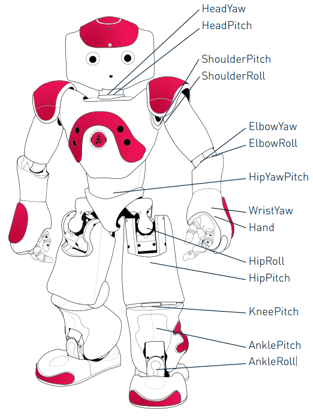 HeadYaw
HeadPitch
ShoulderPitch
ShoulderRoll
ElbowYaw
ElbowRoll
HipYawPitch
WristYaw
Hand
HipRoll
HipPitch
KneePitch
AnklePitch
AnkleRoll